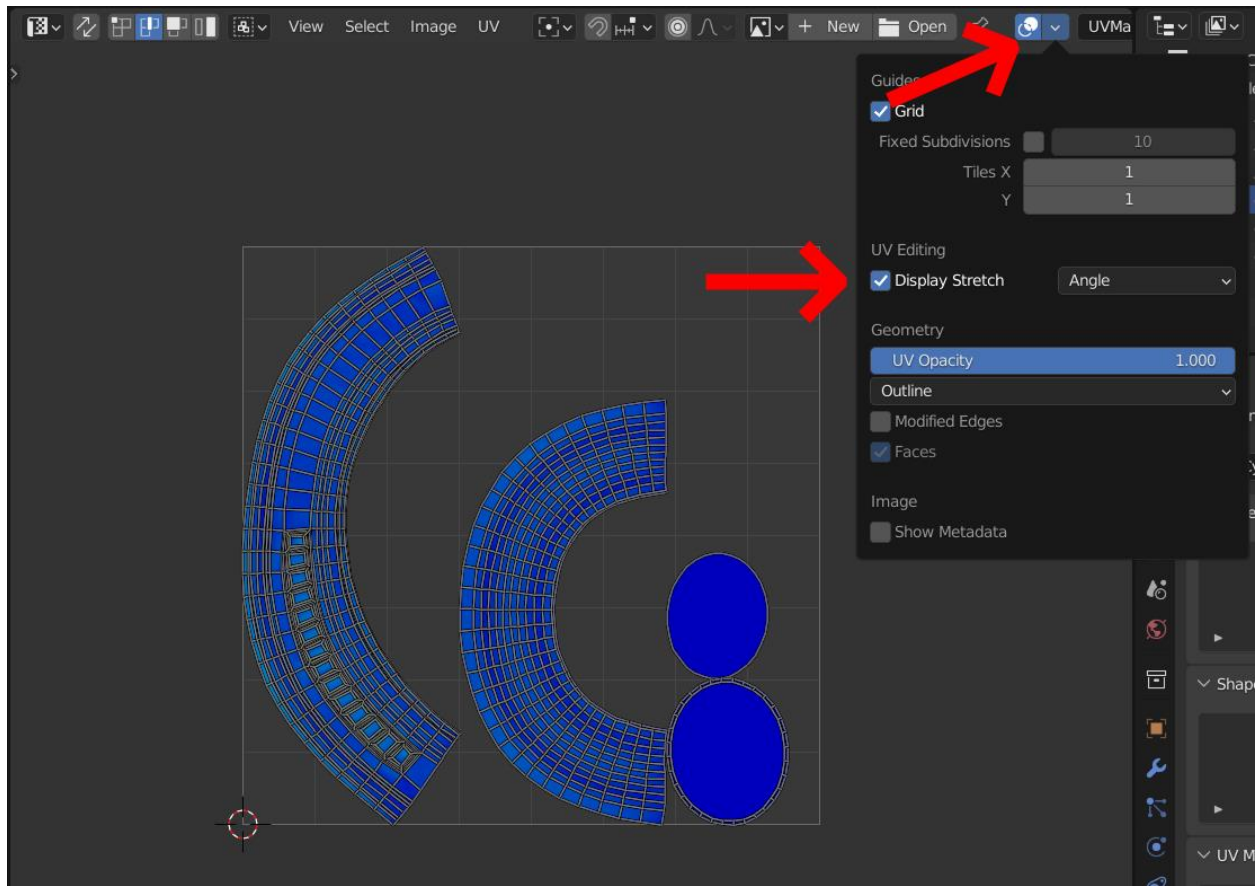 View Select Image UV + New Open UVMa
Guides
Grid
Fixed Subdivisions 10
Tiles X 1
Y 1
UV Editing
Display Stretch Angle
Geometry
UV Opacity 1.000
Outline
Modified Edges
Faces
Image
Show Metadata
Shape
UV M